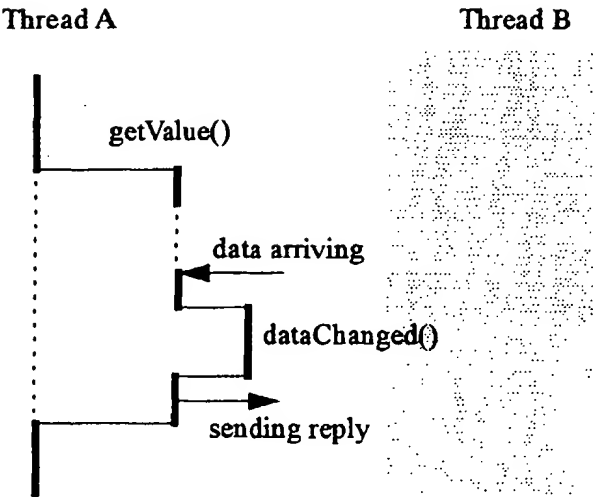 Thread A
Thread B
getValue()
data arriving
dataChanged()
sending reply